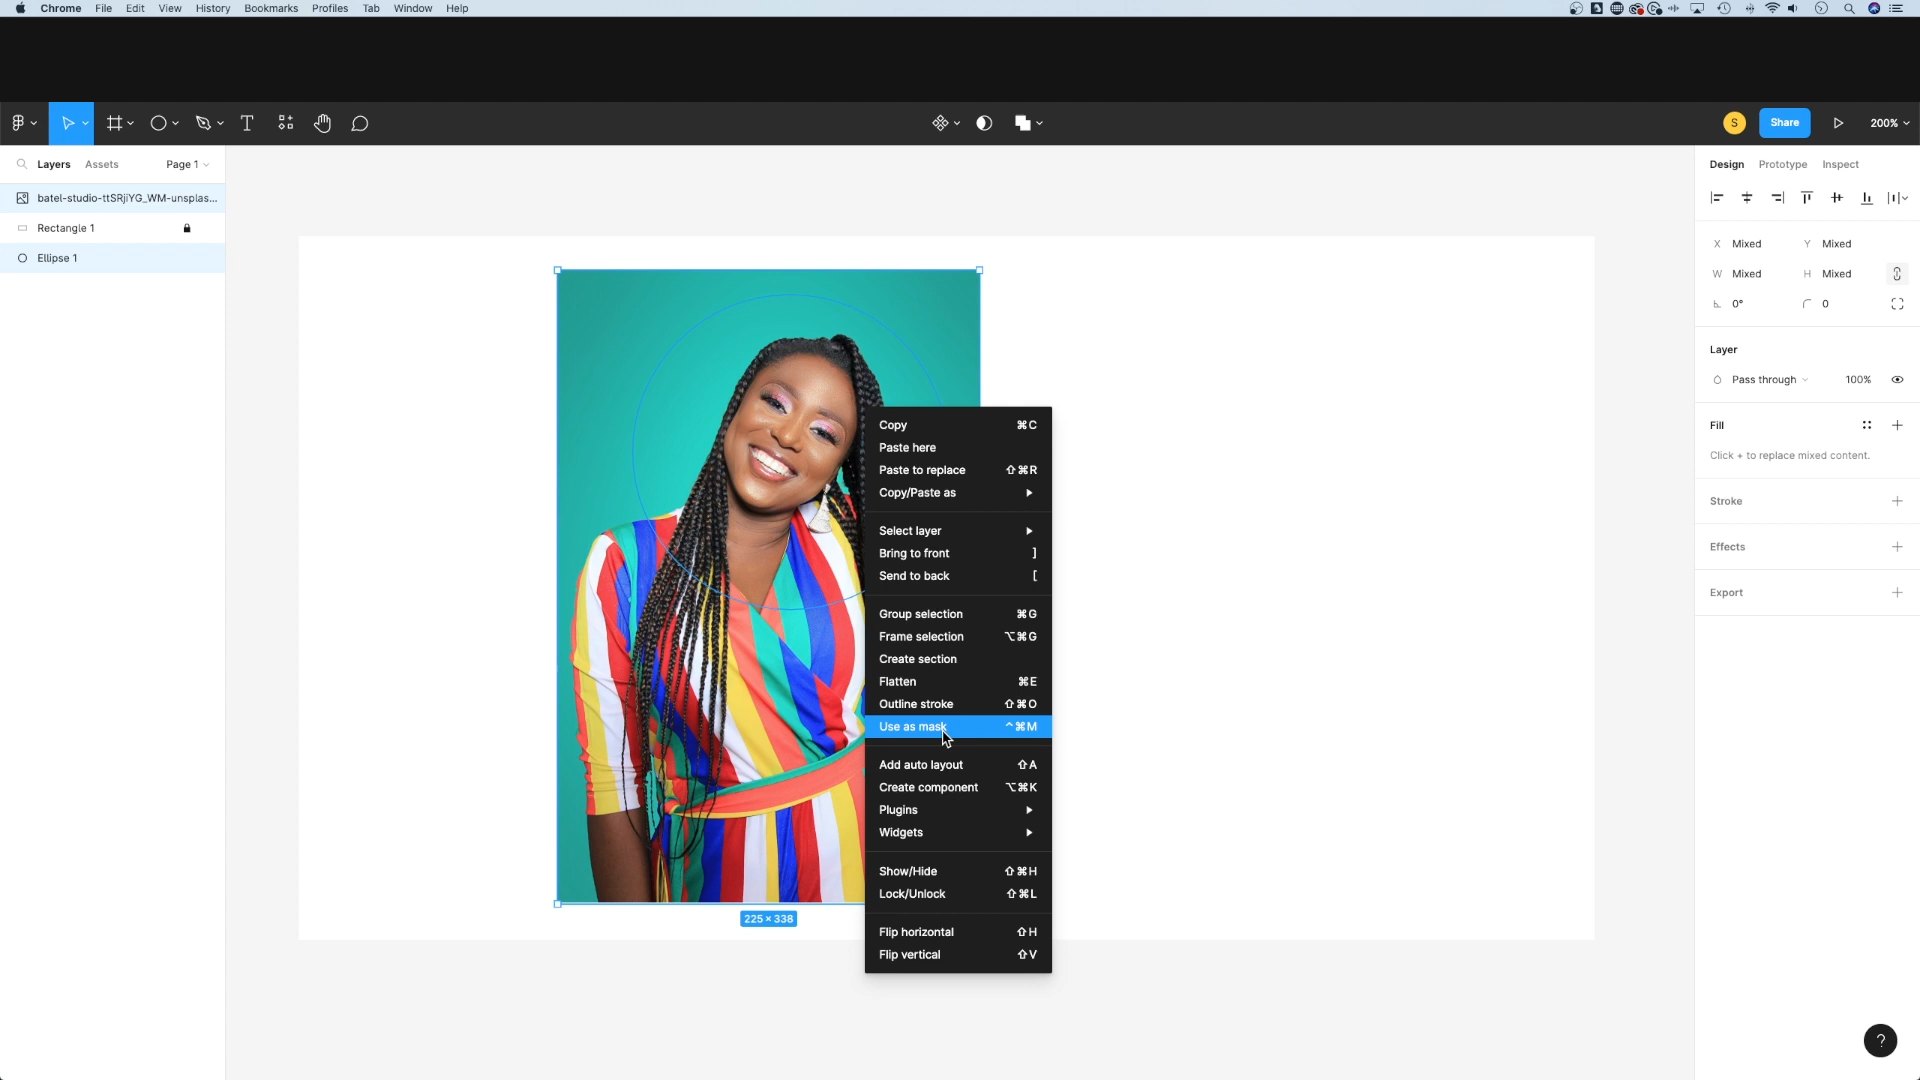 Chrome File Edit View History Bookmarks Profiles Tab Window Help
S Share 200%
Layers Assets Page 1
batel-studio-ttSRjiYG_WM-unsplas...
Rectangle 1
Ellipse 1
225 × 338
Copy ⌘C
Paste here
Paste to replace ⇧⌘R
Copy/Paste as
Select layer
Bring to front ]
Send to back [
Group selection ⌘G
Frame selection ⌥⌘G
Create section
Flatten ⌘E
Outline stroke ⇧⌘O
Use as mask ^⌘M
Add auto layout ⇧A
Create component ⌥⌘K
Plugins
Widgets
Show/Hide ⇧⌘H
Lock/Unlock ⇧⌘L
Flip horizontal ⇧H
Flip vertical ⇧V
Design Prototype Inspect
X Mixed Y Mixed
W Mixed H Mixed
0° 0
Layer
Pass through 100%
Fill
Click + to replace mixed content.
Stroke
Effects
Export
?